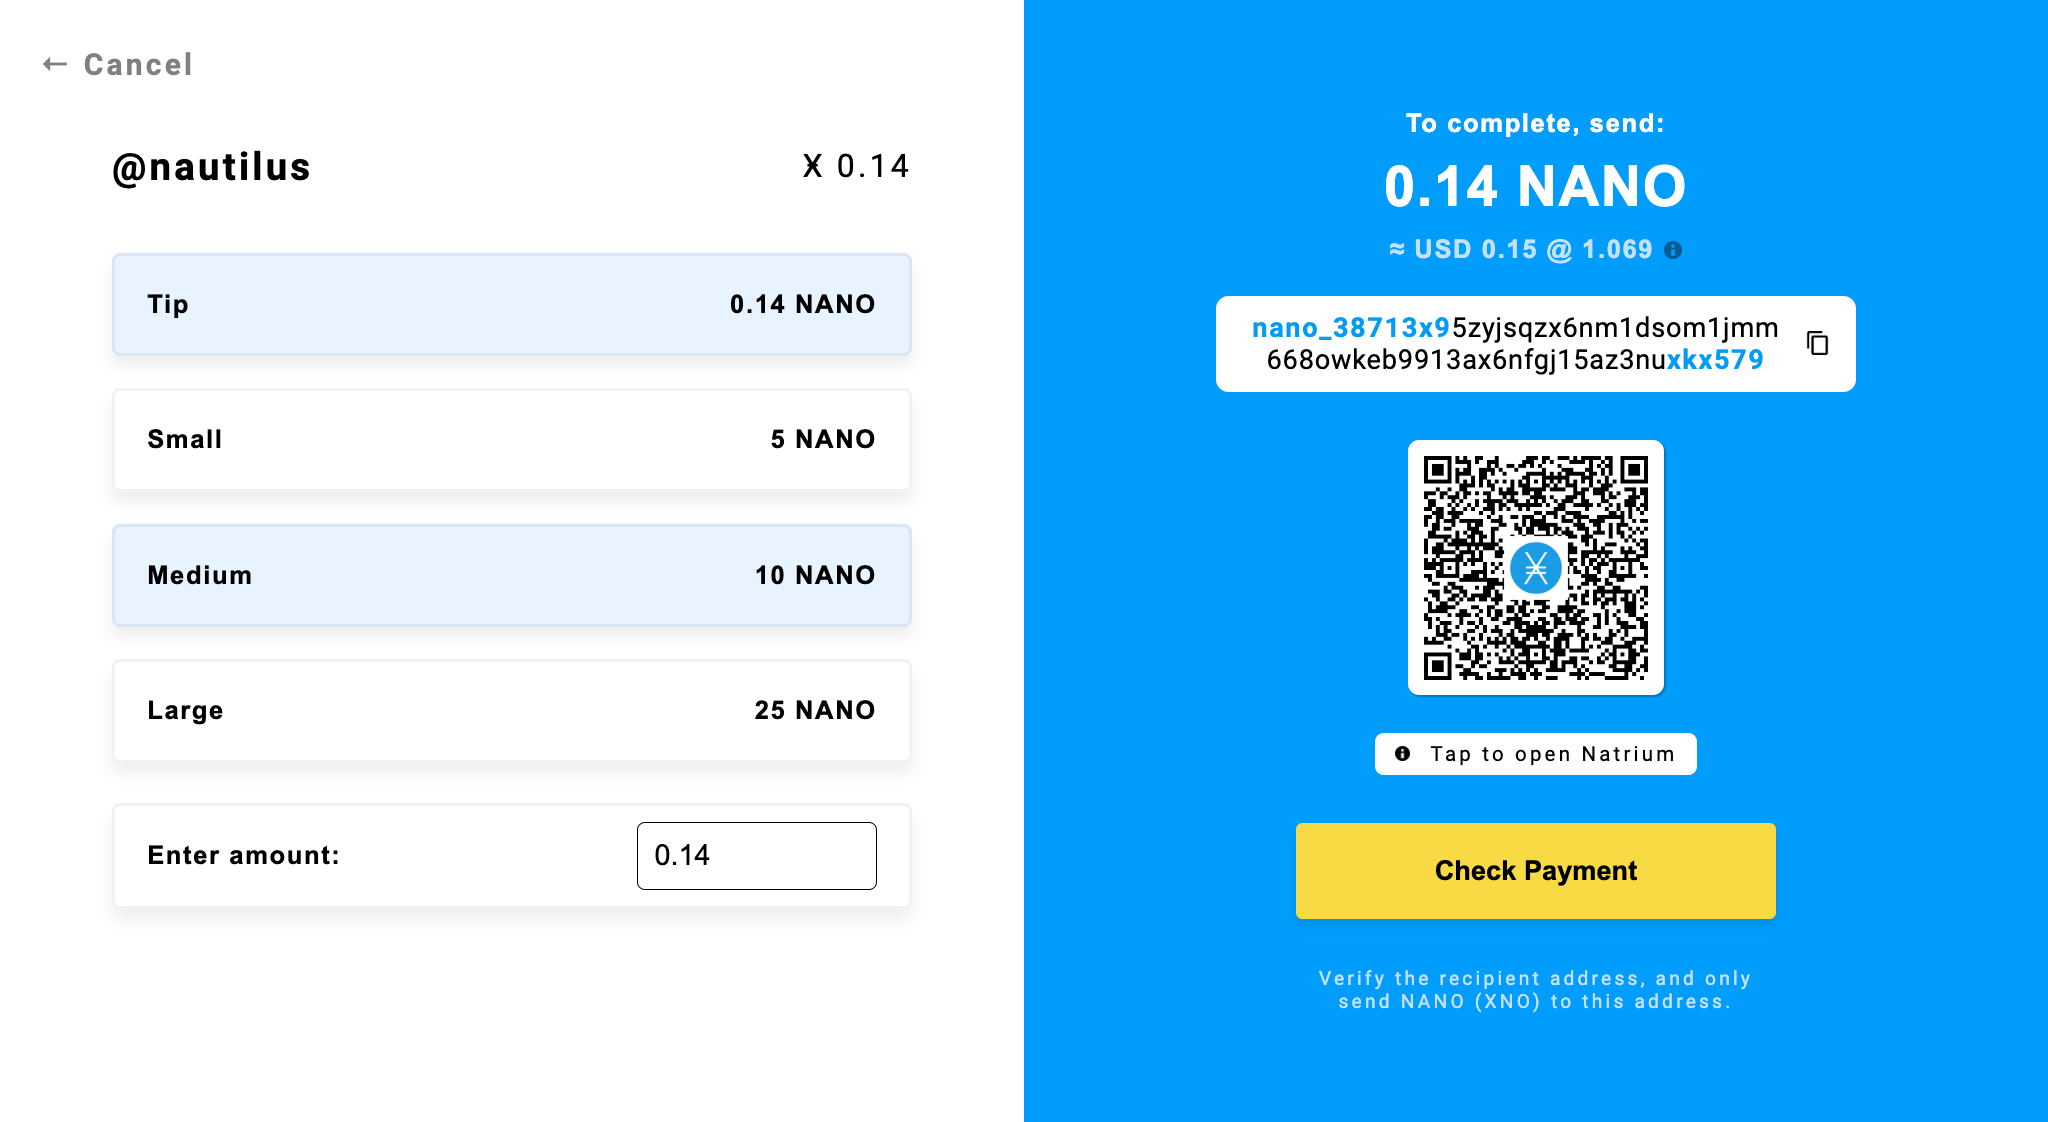 ← Cancel
@nautilus
Ӿ 0.14
Tip 0.14 NANO
Small 5 NANO
Medium 10 NANO
Large 25 NANO
Enter amount: 0.14
To complete, send:
0.14 NANO
≈ USD 0.15 @ 1.069
nano_38713x95zyjsqzx6nm1dsom1jmm
668owkeb9913ax6nfgj15az3nuxkx579
Tap to open Natrium
Check Payment
Verify the recipient address, and only
send NANO (XNO) to this address.